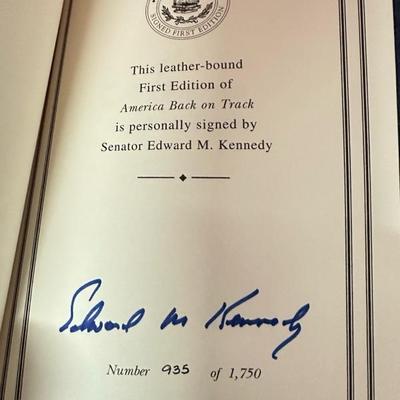 SIGNED FIRST EDITION
This leather-bound
First Edition of
America Back on Track
is personally signed by
Senator Edward M. Kennedy
Edward M Kennedy
Number 935 of 1,750